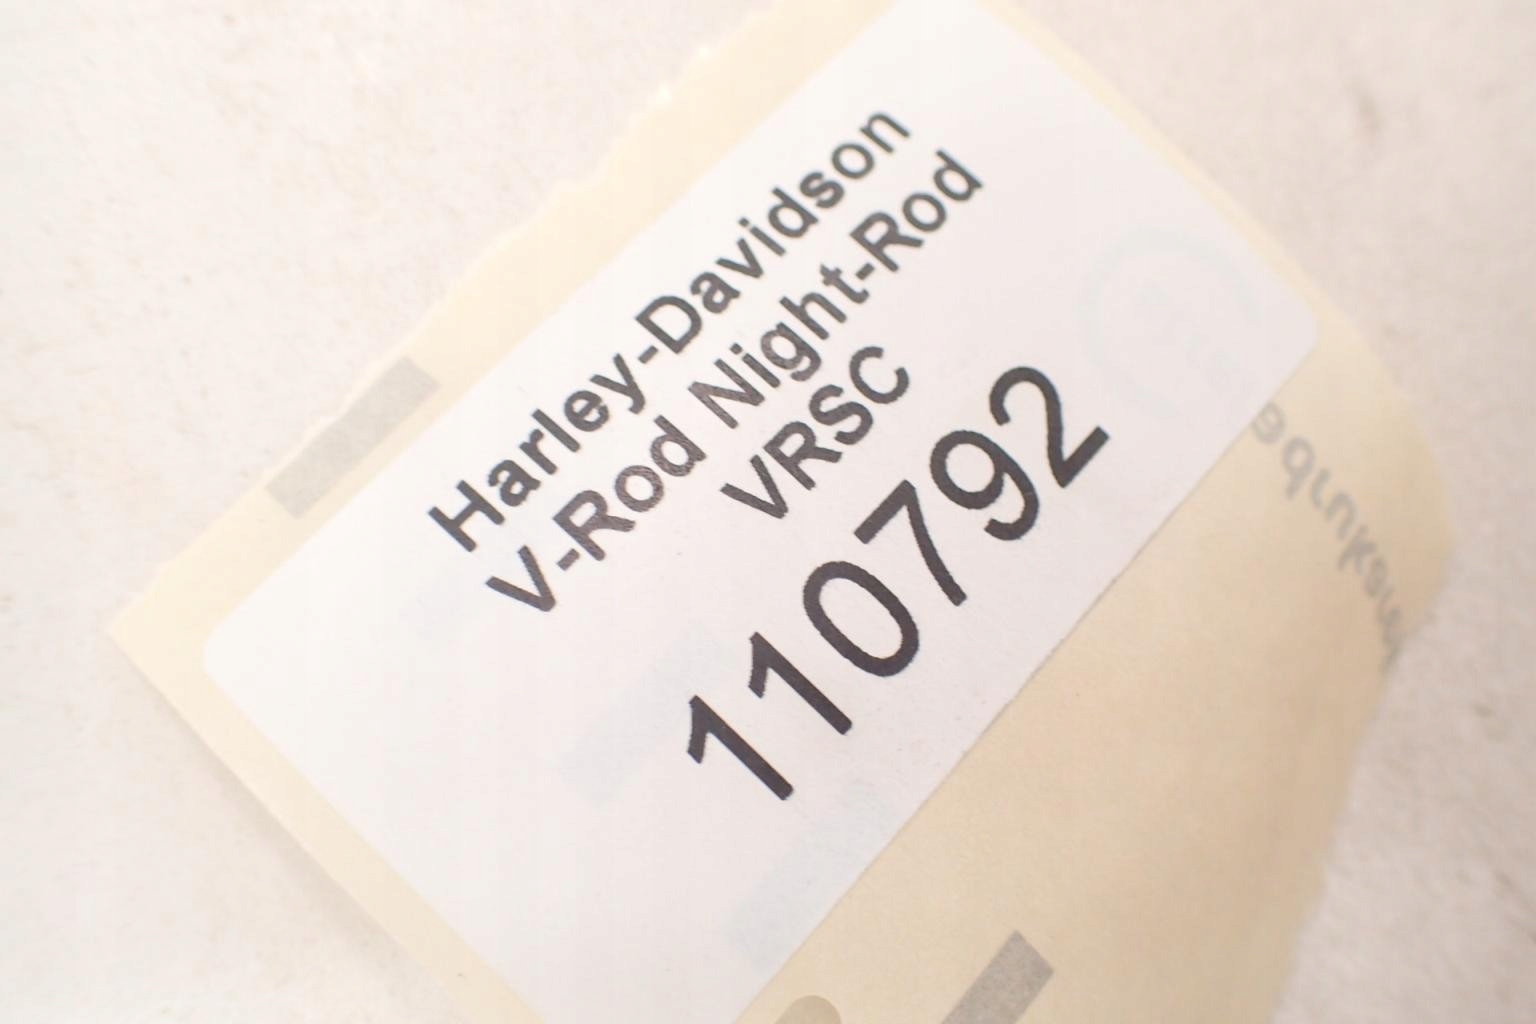 Harley-Davidson
V-Rod Night-Rod
VRSC
110792